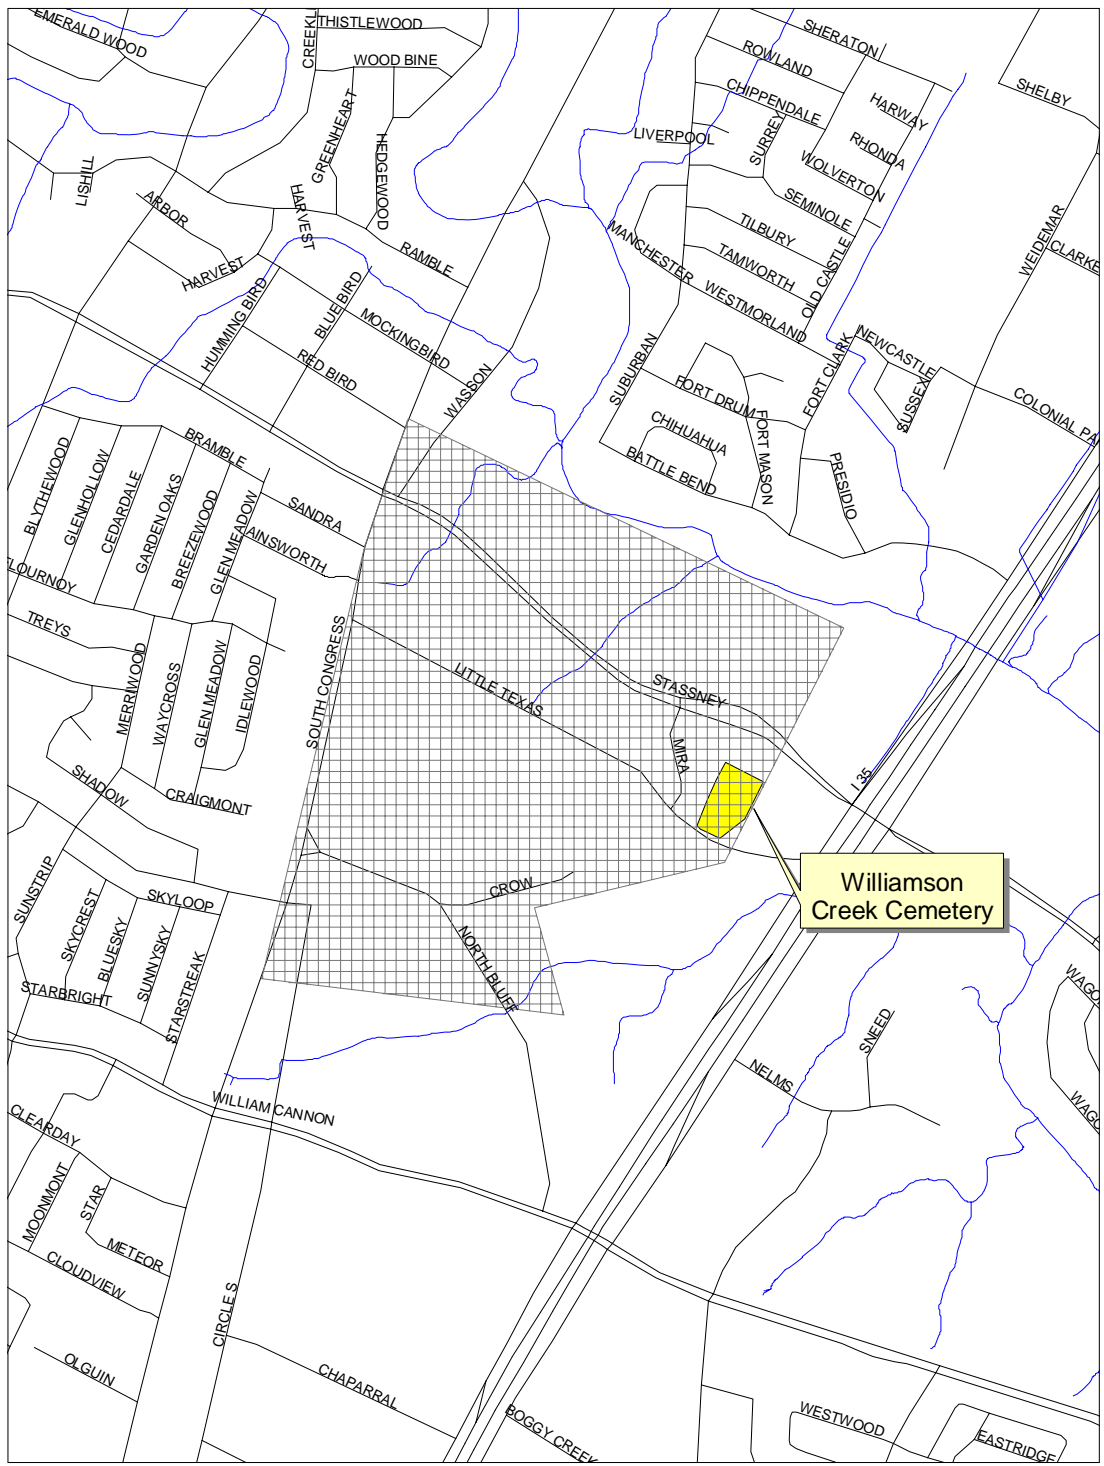 EMERALD WOOD
CREEKLI
THISTLEWOOD
WOOD BINE
SHERATON
ROWLAND
CHIPPENDALE
HARWAY
SHELBY
LIVERPOOL
SURREY
RHONDA
WOLVERTON
GREENHEART
HEDGEWOOD
LISHILL
ARBOR
HARVEST
HARVEST
RAMBLE
SEMINOLE
TILBURY
MANCHESTER
TAMWORTH
OLD CASTLE
WEIDEMAR
CLARKE
WESTMORLAND
HUMMING BIRD
BLUE BIRD
MOCKINGBIRD
RED BIRD
WASSON
SUBURBAN
FORT CLARK
NEWCASTLE
SUSSEX
COLONIAL PA
FORT DRUM
FORT MASON
CHIHUAHUA
BATTLE BEND
PRESIDIO
BRAMBLE
BLYTHEWOOD
GLENHOLLOW
CEDARDALE
GARDEN OAKS
BREEZEWOOD
GLEN MEADOW
SANDRA
AINSWORTH
FLOURNOY
TREYS
MERRIWOOD
WAYCROSS
GLEN MEADOW
IDLEWOOD
SOUTH CONGRESS
LITTLE TEXAS
STASSNEY
MIRA
I 35
SHADOW
CRAIGMONT
Williamson
Creek Cemetery
SUNSTRIP
SKYCREST
SKYLOOP
BLUESKY
SUNNYSKY
STARSTREAK
STARBRIGHT
CROW
NORTH BLUFF
WAGO
SNEED
NELMS
WAGO
WILLIAM CANNON
CLEARDAY
MOONMONT
STAR
METEOR
CLOUDVIEW
CIRCLE S
OLGUIN
CHAPARRAL
BOGGY CREEK
WESTWOOD
EASTRIDGE